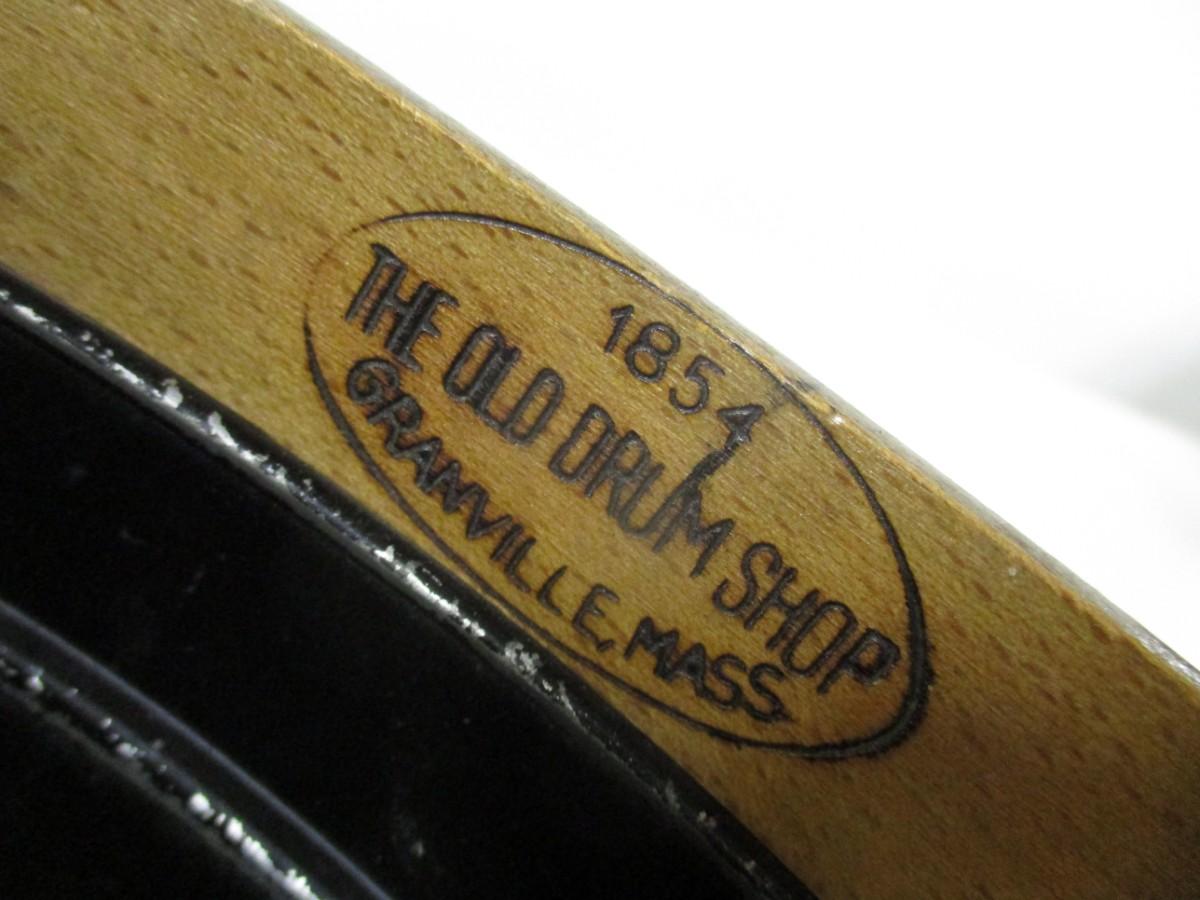 1854
THE OLD DRUM SHOP
GRANVILLE, MASS